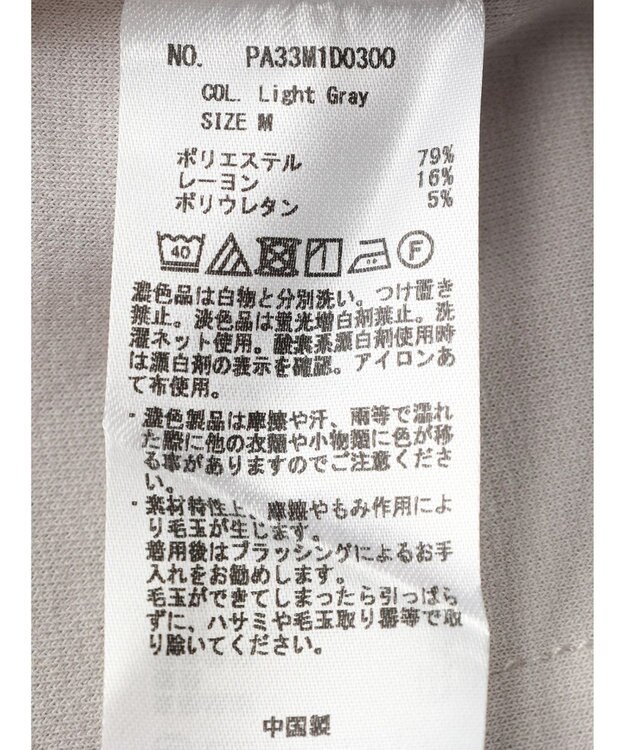 NO. PA33M1D0300
COL. Light Gray
SIZE M
ポリエステル 79%
レーヨン 16%
ポリウレタン 5%
40 F
濃色品は白物と分別洗い。つけ置き
禁止。淡色品は蛍光増白剤禁止。洗
濯ネット使用。酸素系漂白剤使用時
は漂白剤の表示を確認。アイロンあ
て布使用。
・濃色製品は摩擦や汗、雨等で濡れ
た際に他の衣類や小物類に色が移
る事がありますのでご注意くださ
い。
・素材特性上、摩擦やもみ作用によ
り毛玉が生じます。
着用後はブラッシングによるお手
入れをお勧めします。
毛玉ができてしまったら引っぱら
ずに、ハサミや毛玉取り器等で取
り除いてください。
中国製